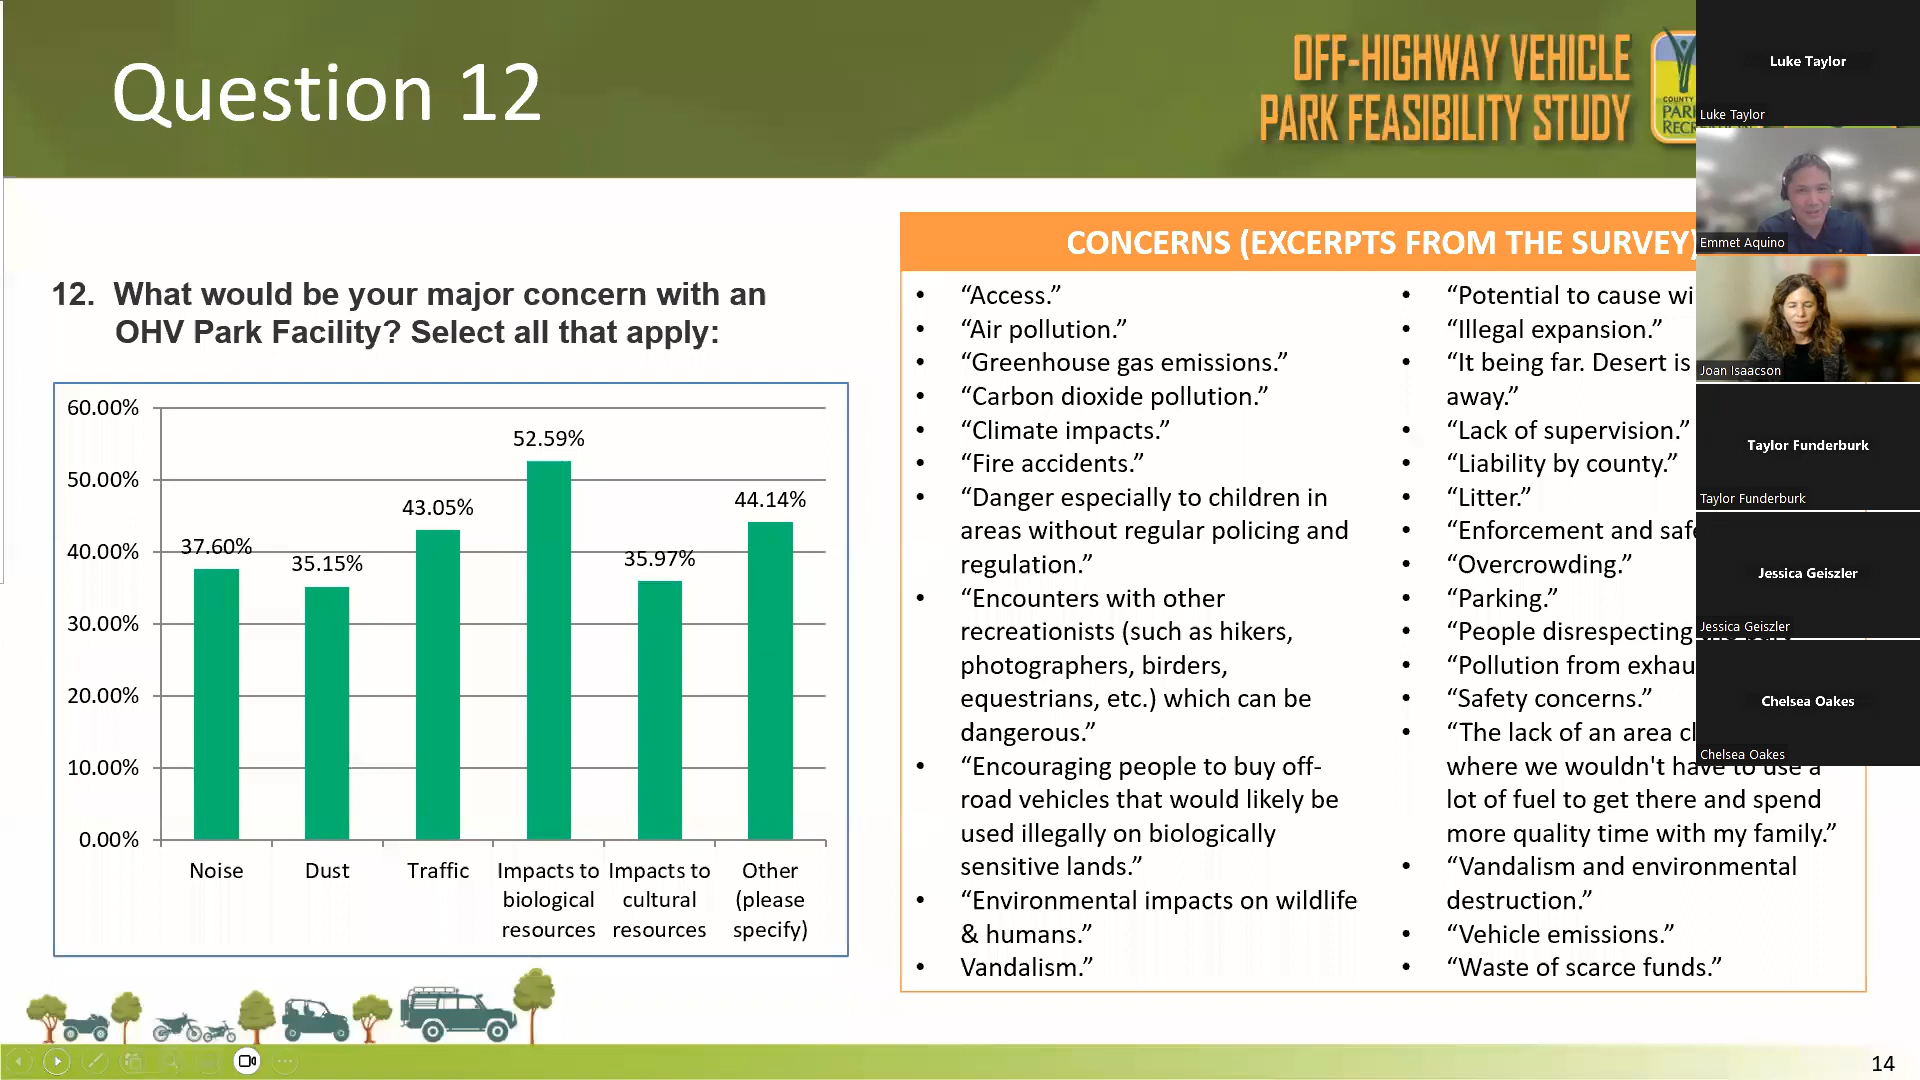 Question 12
OFF-HIGHWAY VEHICLE
PARK FEASIBILITY STUDY
COUNTY
12. What would be your major concern with an
OHV Park Facility? Select all that apply:
60.00%
50.00%
40.00%
30.00%
20.00%
10.00%
0.00%
37.60%
35.15%
43.05%
52.59%
35.97%
44.14%
Noise
Dust
Traffic
Impacts to
biological
resources
Impacts to
cultural
resources
Other
(please
specify)
CONCERNS (EXCERPTS FROM THE SURVEY)
• “Access.”
• “Air pollution.”
• “Greenhouse gas emissions.”
• “Carbon dioxide pollution.”
• “Climate impacts.”
• “Fire accidents.”
• “Danger especially to children in
areas without regular policing and
regulation.”
• “Encounters with other
recreationists (such as hikers,
photographers, birders,
equestrians, etc.) which can be
dangerous.”
• “Encouraging people to buy off-
road vehicles that would likely be
used illegally on biologically
sensitive lands.”
• “Environmental impacts on wildlife
& humans.”
• Vandalism.”
• “Potential to cause
• “Illegal expansion.”
• “It being far. Desert is
away.”
• “Lack of supervision.”
• “Liability by county.”
• “Litter.”
• “Enforcement and
• “Overcrowding.”
• “Parking.”
• “People disrespecting
• “Pollution from
• “Safety concerns.”
• “The lack of an area
where we wouldn't have to use a
lot of fuel to get there and spend
more quality time with my family.”
• “Vandalism and environmental
destruction.”
• “Vehicle emissions.”
• “Waste of scarce funds.”
Luke Taylor
Luke Taylor
Emmet Aquino
Joan Isaacson
Taylor Funderburk
Taylor Funderburk
Jessica Geiszler
Jessica Geiszler
Chelsea Oakes
Chelsea Oakes
14